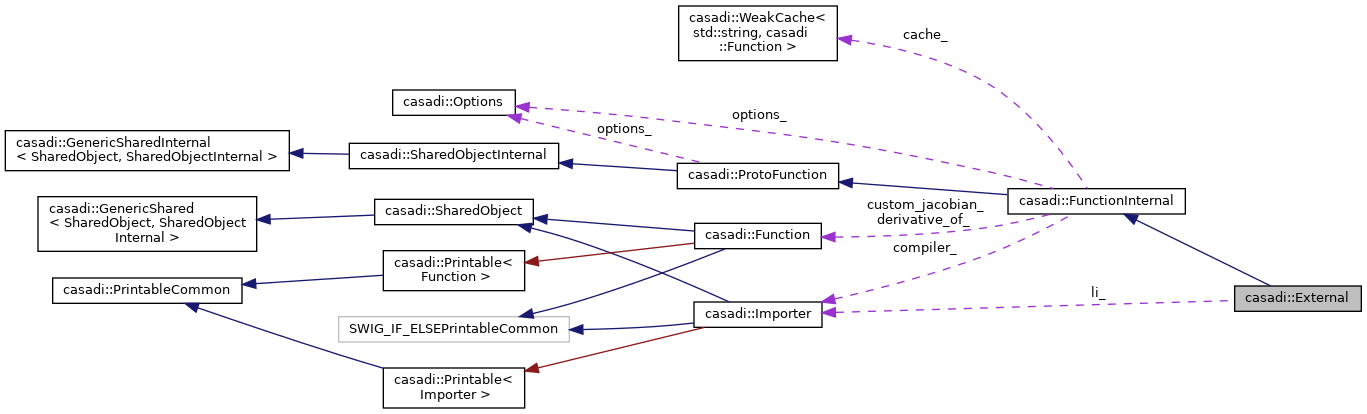 casadi::WeakCache<
std::string, casadi
::Function >
cache_
casadi::Options
options_
options_
casadi::GenericSharedInternal
< SharedObject, SharedObjectInternal >
casadi::SharedObjectInternal
casadi::ProtoFunction
casadi::FunctionInternal
casadi::GenericShared
< SharedObject, SharedObject
Internal >
casadi::SharedObject
custom_jacobian_
derivative_of_
casadi::Function
compiler_
casadi::Printable<
Function >
casadi::PrintableCommon
li_
casadi::External
casadi::Importer
SWIG_IF_ELSEPrintableCommon
casadi::Printable<
Importer >